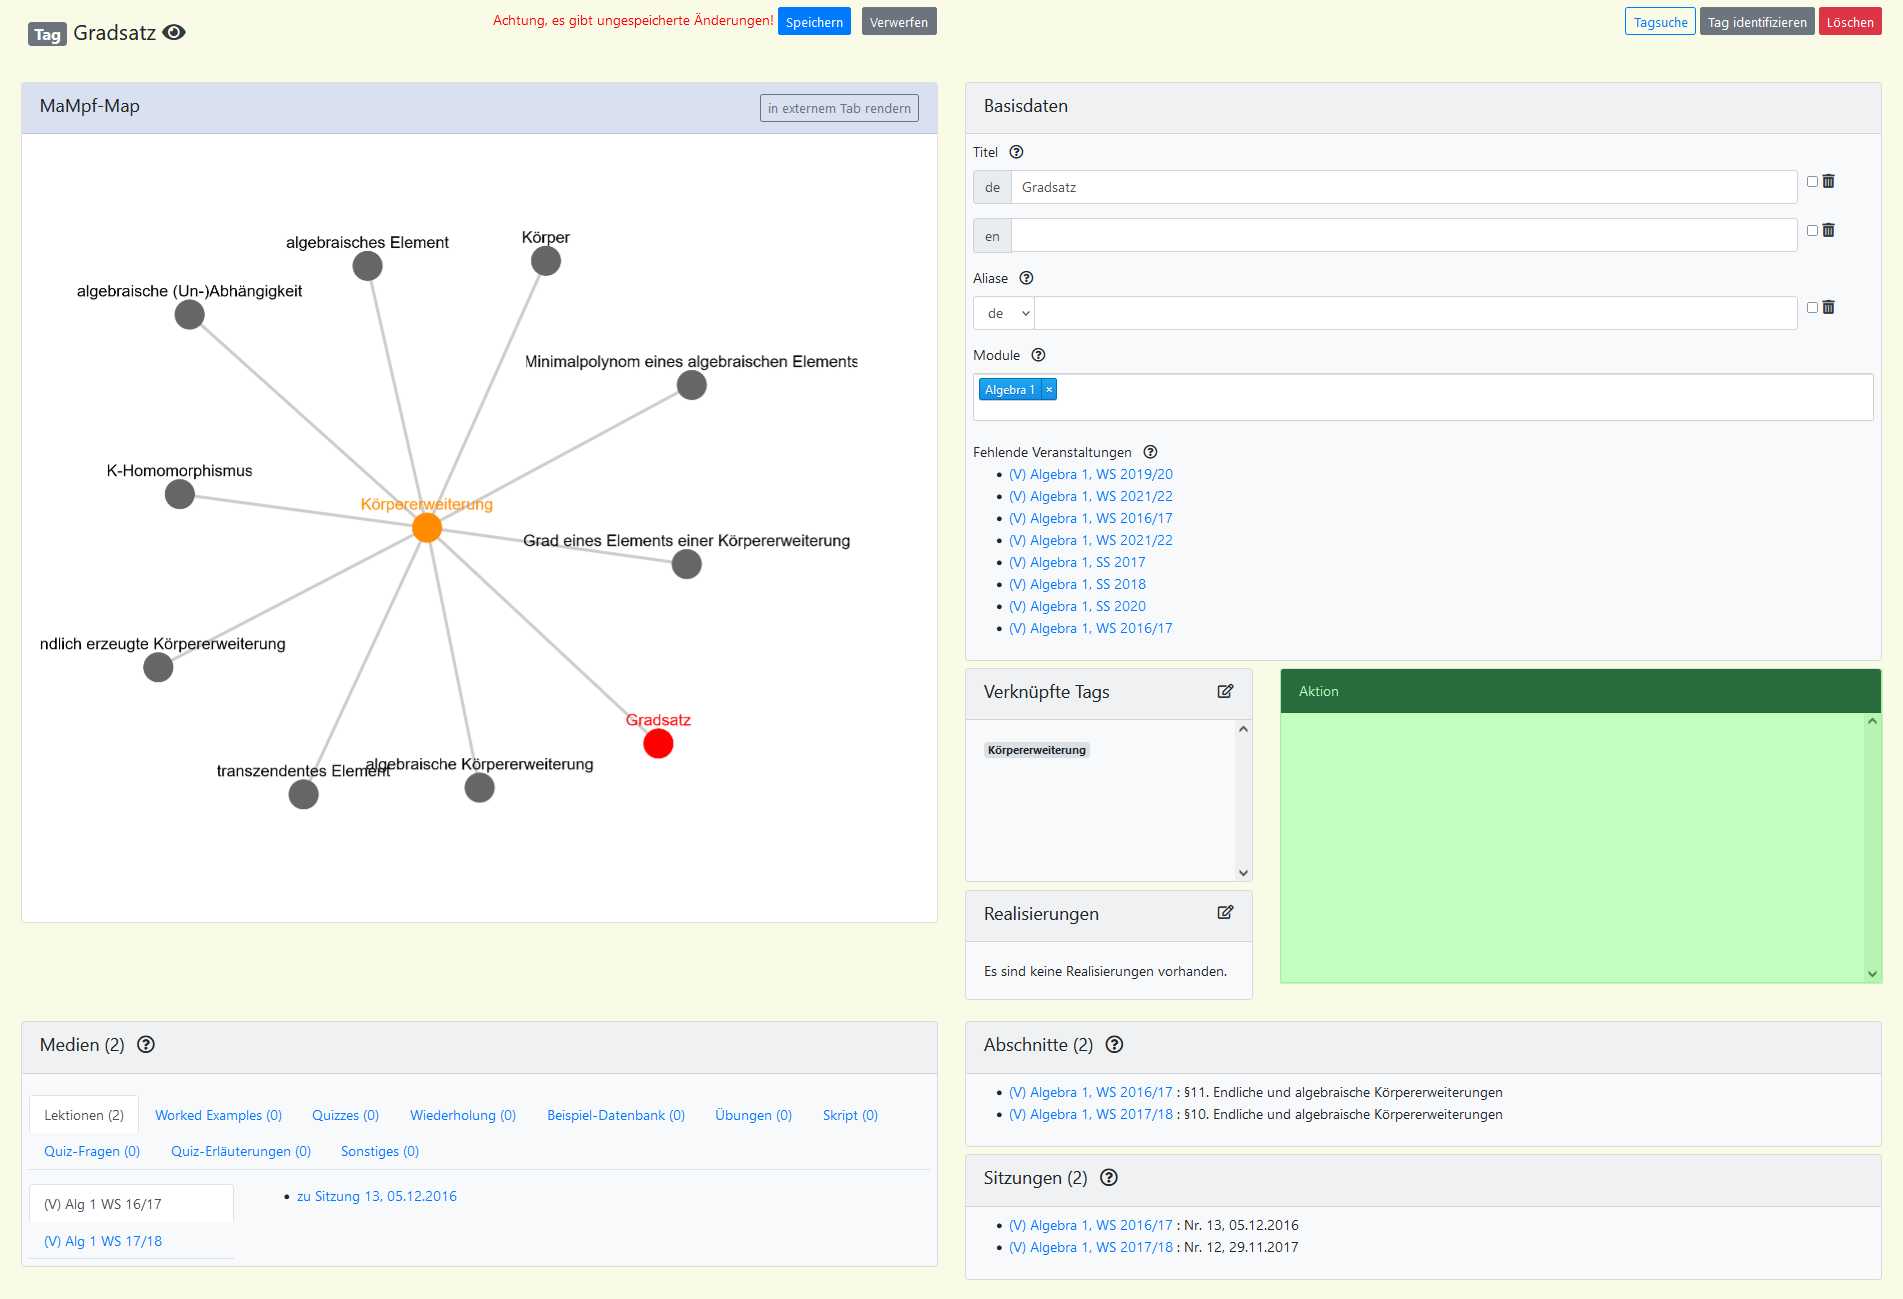 Tag Gradsatz
Achtung, es gibt ungespeicherte Änderungen! Speichern Verwerfen
Tagsuche Tag identifizieren Löschen
MaMpf-Map
in externem Tab rendern
algebraisches Element
Körper
algebraische (Un-)Abhängigkeit
Minimalpolynom eines algebraischen Elements
K-Homomorphismus
Körpererweiterung
Grad eines Elements einer Körpererweiterung
ndlich erzeugte Körpererweiterung
Gradsatz
transzendentes Element
algebraische Körpererweiterung
Basisdaten
Titel
de Gradsatz
en
Aliase
de
Module
Algebra 1 ×
Fehlende Veranstaltungen
(V) Algebra 1, WS 2019/20
(V) Algebra 1, WS 2021/22
(V) Algebra 1, WS 2016/17
(V) Algebra 1, WS 2021/22
(V) Algebra 1, SS 2017
(V) Algebra 1, SS 2018
(V) Algebra 1, SS 2020
(V) Algebra 1, WS 2016/17
Verknüpfte Tags
Körpererweiterung
Aktion
Realisierungen
Es sind keine Realisierungen vorhanden.
Medien (2)
Lektionen (2) Worked Examples (0) Quizzes (0) Wiederholung (0) Beispiel-Datenbank (0) Übungen (0) Skript (0)
Quiz-Fragen (0) Quiz-Erläuterungen (0) Sonstiges (0)
(V) Alg 1 WS 16/17
(V) Alg 1 WS 17/18
zu Sitzung 13, 05.12.2016
Abschnitte (2)
(V) Algebra 1, WS 2016/17 : §11. Endliche und algebraische Körpererweiterungen
(V) Algebra 1, WS 2017/18 : §10. Endliche und algebraische Körpererweiterungen
Sitzungen (2)
(V) Algebra 1, WS 2016/17 : Nr. 13, 05.12.2016
(V) Algebra 1, WS 2017/18 : Nr. 12, 29.11.2017